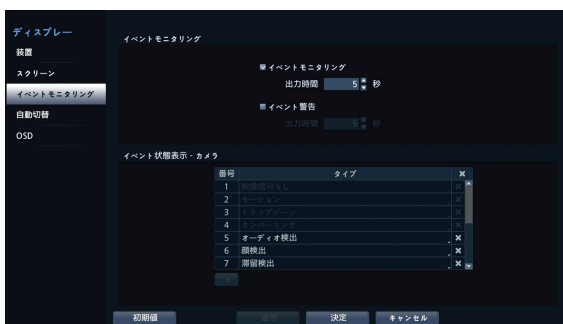 ディスプレー
装置
スクリーン
イベントモニタリング
自動切替
OSD
イベントモニタリング
イベントモニタリング
出力時間 5 秒
イベント警告
出力時間 5 秒
イベント状態表示 - カメラ
番号 タイプ
1 映像信号なし
2 モーション
3 トリップゾーン
4 タンパーリング
5 オーディオ検出
6 顔検出
7 滞留検出
初期値 適用 決定 キャンセル